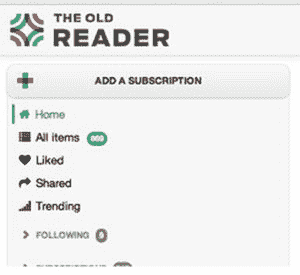 THE OLD
READER
ADD A SUBSCRIPTION
Home
All items
Liked
Shared
Trending
FOLLOWING